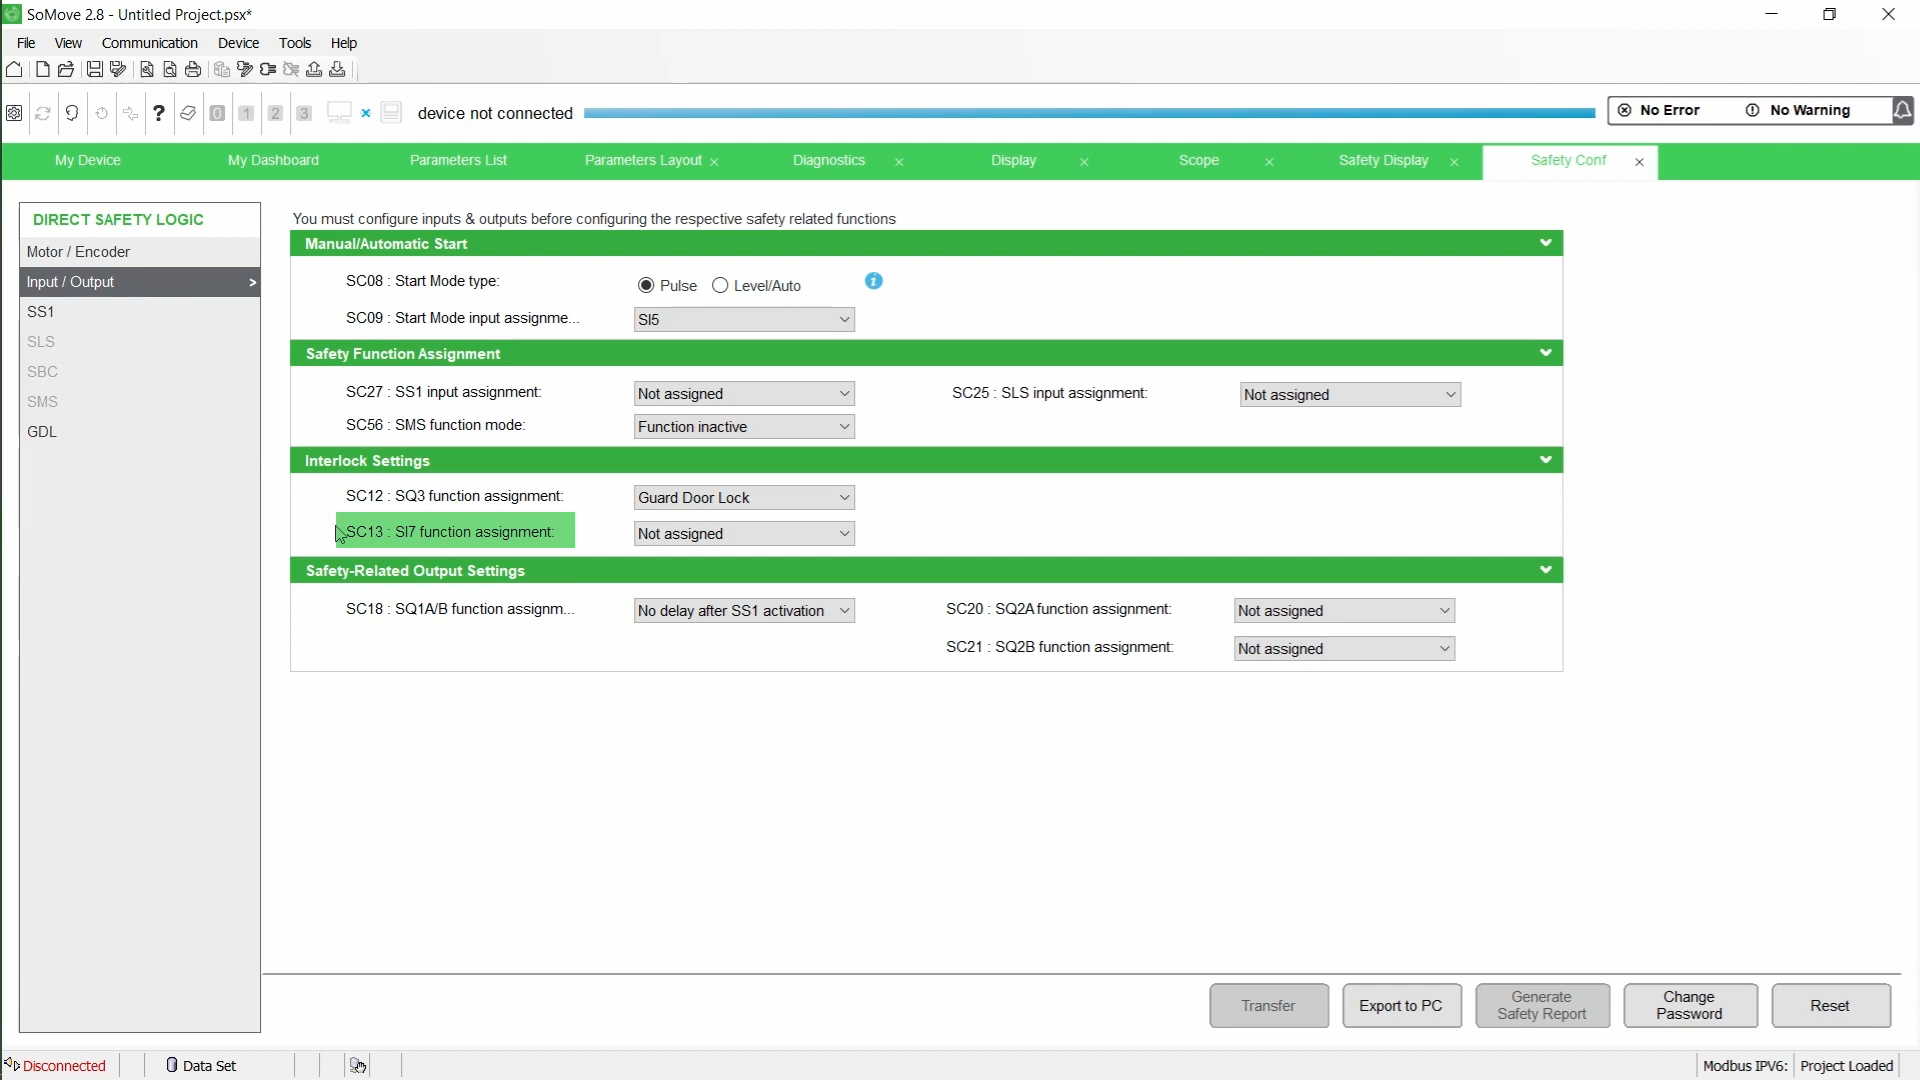 SoMove 2.8 - Untitled Project.psx*
File View Communication Device Tools Help
? 0 1 2 3 device not connected No Error No Warning
My Device My Dashboard Parameters List Parameters Layout Diagnostics Display Scope Safety Display Safety Conf
DIRECT SAFETY LOGIC
Motor / Encoder
Input / Output >
SS1
SLS
SBC
SMS
GDL
You must configure inputs & outputs before configuring the respective safety related functions
Manual/Automatic Start
SC08 : Start Mode type: Pulse Level/Auto i
SC09 : Start Mode input assignme... SI5
Safety Function Assignment
SC27 : SS1 input assignment: Not assigned SC25 : SLS input assignment: Not assigned
SC56 : SMS function mode: Function inactive
Interlock Settings
SC12 : SQ3 function assignment: Guard Door Lock
SC13 : SI7 function assignment: Not assigned
Safety-Related Output Settings
SC18 : SQ1A/B function assignm... No delay after SS1 activation SC20 : SQ2A function assignment: Not assigned
SC21 : SQ2B function assignment: Not assigned
Transfer Export to PC Generate Safety Report Change Password Reset
Disconnected Data Set Modbus IPV6: Project Loaded